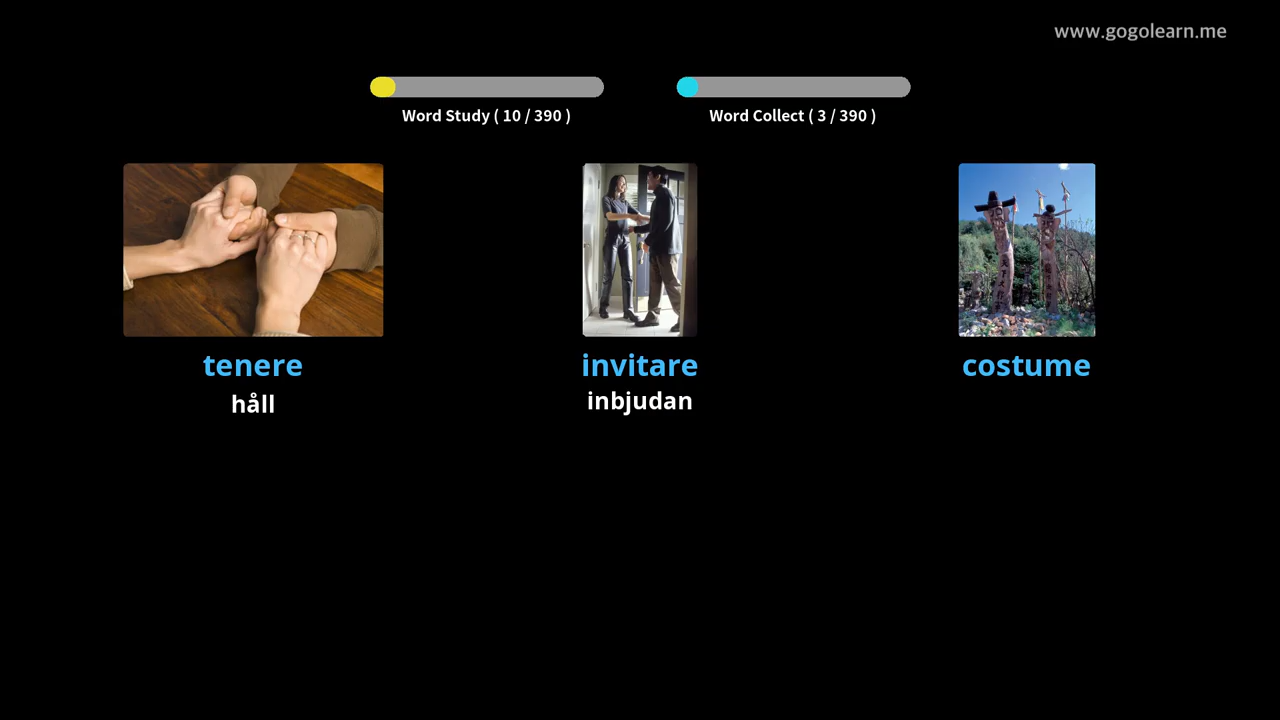 www.gogolearn.me
Word Study ( 10 / 390 )
Word Collect ( 3 / 390 )
tenere
invitare
costume
håll
inbjudan